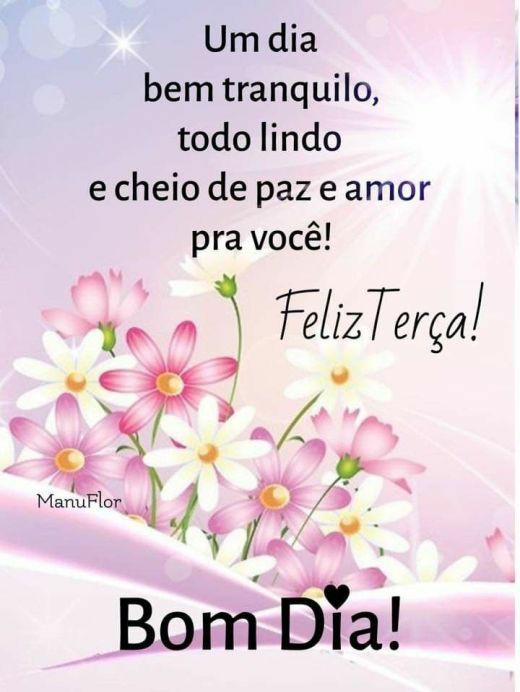 Um dia
bem tranquilo,
todo lindo
e cheio de paz e amor
pra você!
Feliz Terça!
ManuFlor
Bom Dia!